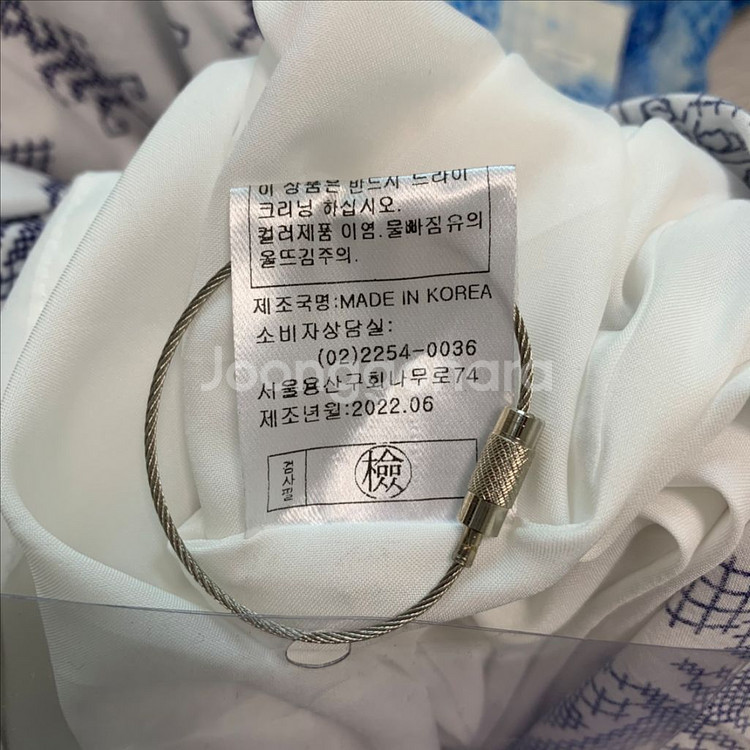 이 상품은 반드시 드라이
크리닝 하십시오.
컬러제품 이염.물빠짐유의
올뜨김주의.
제조국명:MADE IN KOREA
소비자상담실:
(02)2254-0036
Joonggonara
서울용산구회나무로74
제조년월:2022.06
검사필
檢